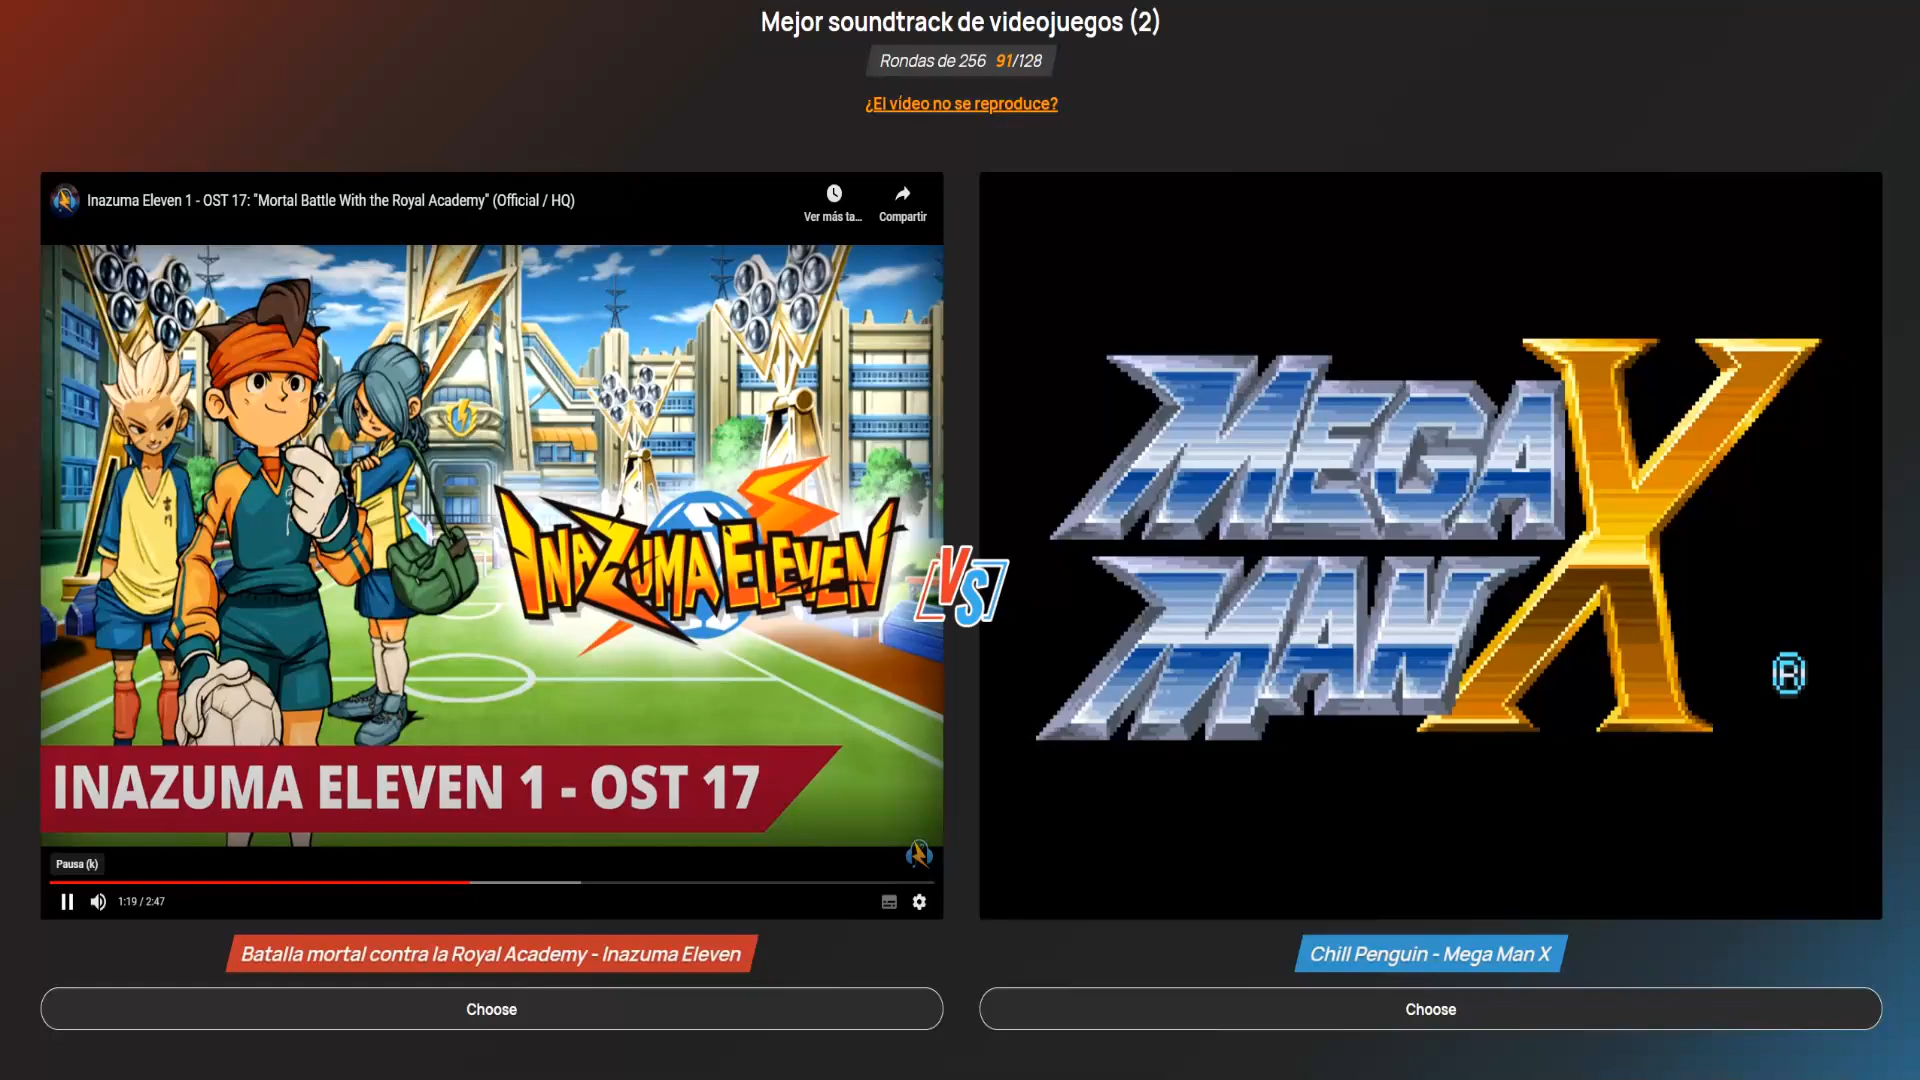 Mejor soundtrack de videojuegos (2)
Rondas de 256 91/128
¿El vídeo no se reproduce?
Inazuma Eleven 1 - OST 17: "Mortal Battle With the Royal Academy" (Official / HQ)
Ver más ta...
Compartir
INAZUMA ELEVEN
INAZUMA ELEVEN 1 - OST 17
Pausa (k)
1:19 / 2:47
VS
MEGA
MAN X
®
Batalla mortal contra la Royal Academy - Inazuma Eleven
Chill Penguin - Mega Man X
Choose
Choose